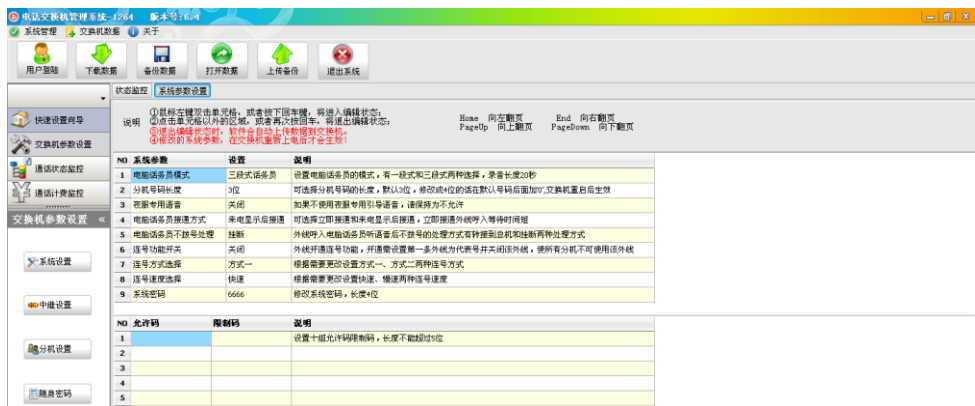 电话交换机管理系统-1264 版本号:6.4
系统管理 交换机数据 关于
用户登陆 下载数据 备份数据 打开数据 上传备份 退出系统
状态监控 系统参数设置
快速设置向导
交换机参数设置
通话状态监控
通话计费监控
交换机参数设置 «
系统设置
中继设置
分机设置
随身密码
说明
①鼠标左键双击单元格，或者按下回车键，将进入编辑状态；
②点击单元格以外的区域，或者再次按回车，将退出编辑状态；
③退出编辑状态时，软件会自动上传数据到交换机。
④修改的系统参数，在交换机重新上电后才会生效！
Home 向左翻页 End 向右翻页
PageUp 向上翻页 PageDown 向下翻页
NO 系统参数 设置 说明
1 电脑话务员模式 三段式话务员 设置电脑话务员的模式，有一段式和三段式两种选择，录音长度20秒
2 分机号码长度 3位 可选择分机号码的长度，默认3位，修改成4位的话在默认号码后面加'0',交换机重启后生效
3 夜服专用语音 关闭 如果不使用夜服专用引导语音，请保持为不允许
4 电脑话务员接通方式 来电显示后接通 可选择立即接通和来电显示后接通，立即接通外线呼入等待时间短
5 电脑话务员不拨号处理 挂断 外线呼入电脑话务员听语音后不拨号的处理方式有转接到总机和挂断两种处理方式
6 连号功能开关 关闭 外线开通连号功能，开通需设置第一条外线为代表号并关闭该外线，使所有分机不可使用该外线
7 连号方式选择 方式一 根据需要更改设置方式一、方式二两种连号方式
8 连号速度选择 快速 根据需要更改设置快速、慢速两种连号速度
9 系统密码 6666 修改系统密码，长度4位
NO 允许码 限制码 说明
1 设置十组允许码限制码，长度不能超过5位
2
3
4
5